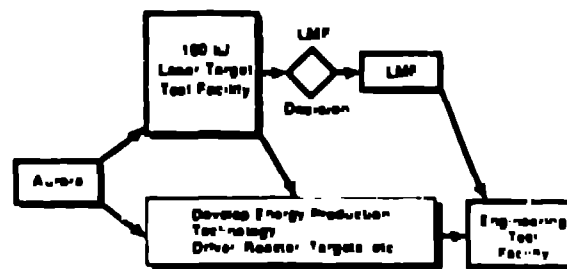 LMF
100 kJ
Laser Target
Test Facility
LMF
Decision
Aurora
Develop Energy Production
Technology
Driver Reactor Targets etc
Engineering
Test
Facility